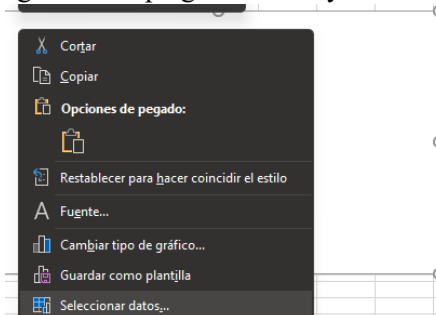 Cortar
Copiar
Opciones de pegado:
Restablecer para hacer coincidir el estilo
Fuente...
Cambiar tipo de gráfico...
Guardar como plantilla
Seleccionar datos...